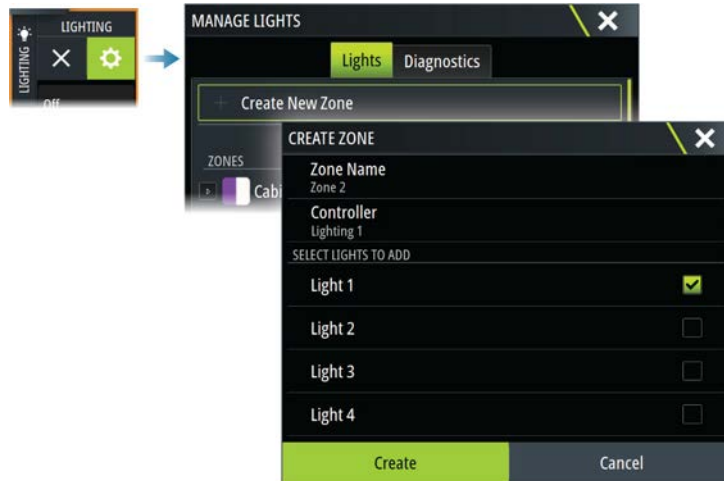 LIGHTING
LIGHTING
Off
MANAGE LIGHTS
Lights
Diagnostics
+ Create New Zone
ZONES
Cabi
CREATE ZONE
Zone Name
Zone 2
Controller
Lighting 1
SELECT LIGHTS TO ADD
Light 1
Light 2
Light 3
Light 4
Create
Cancel